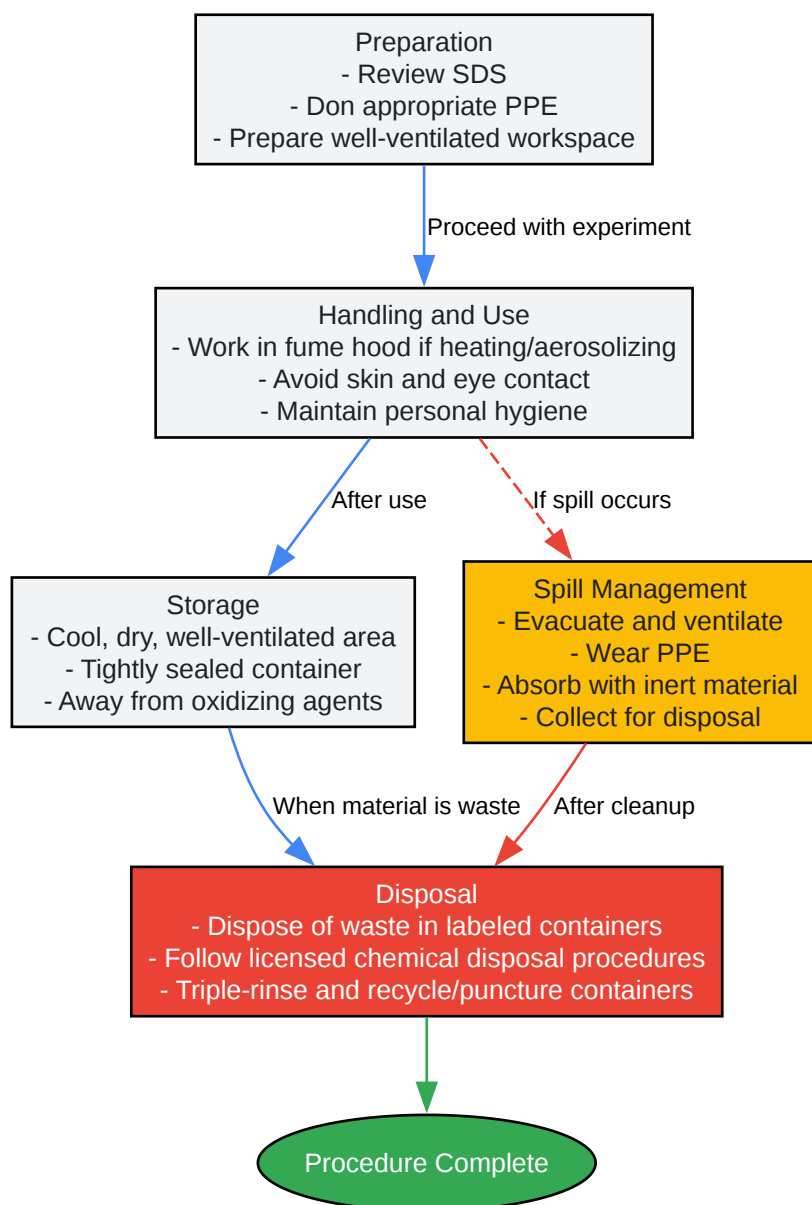 Preparation
- Review SDS
- Don appropriate PPE
- Prepare well-ventilated workspace
Proceed with experiment
Handling and Use
- Work in fume hood if heating/aerosolizing
- Avoid skin and eye contact
- Maintain personal hygiene
After use
If spill occurs
Storage
- Cool, dry, well-ventilated area
- Tightly sealed container
- Away from oxidizing agents
Spill Management
- Evacuate and ventilate
- Wear PPE
- Absorb with inert material
- Collect for disposal
When material is waste
After cleanup
Disposal
- Dispose of waste in labeled containers
- Follow licensed chemical disposal procedures
- Triple-rinse and recycle/puncture containers
Procedure Complete